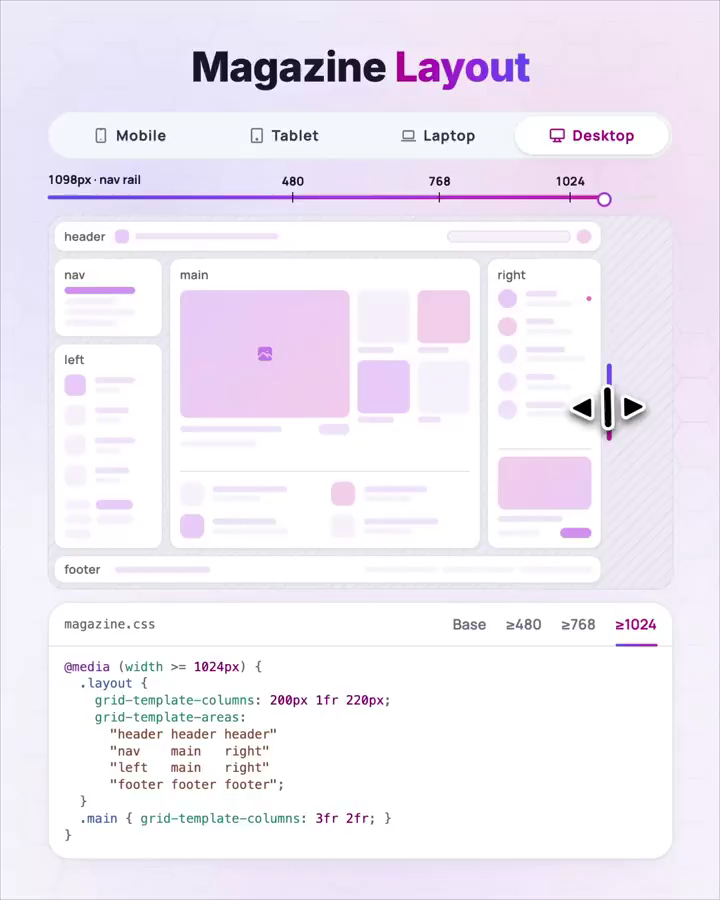 Magazine Layout
Mobile
Tablet
Laptop
Desktop
1098px · nav rail
480
768
1024
header
nav
main
right
left
footer
magazine.css
Base
≥480
≥768
≥1024
@media (width >= 1024px) {
  .layout {
    grid-template-columns: 200px 1fr 220px;
    grid-template-areas:
      "header header header"
      "nav    main   right"
      "left   main   right"
      "footer footer footer";
  }
  .main { grid-template-columns: 3fr 2fr; }
}